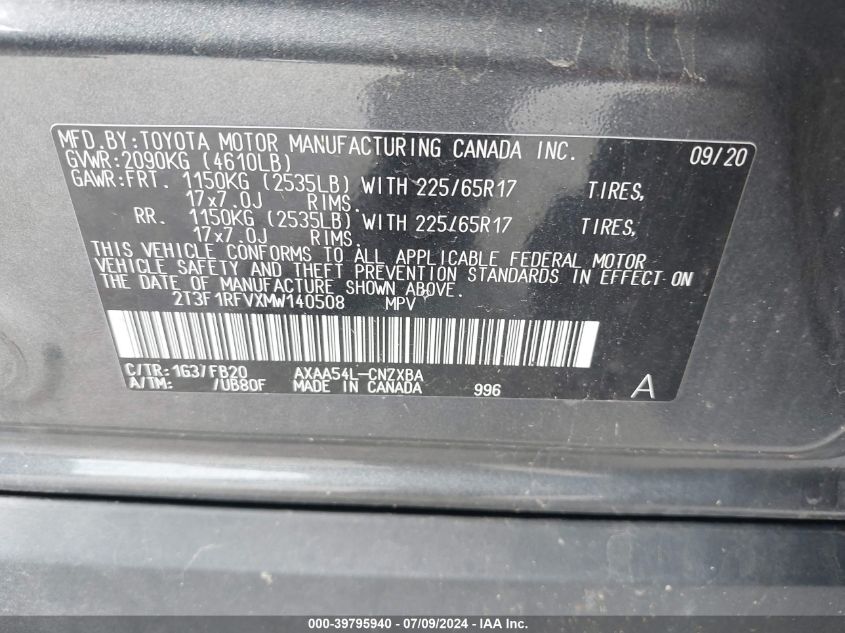 MFD.BY:TOYOTA MOTOR MANUFACTURING CANADA INC. 09/20
GVWR:2090KG (4610LB)
GAWR:FRT. 1150KG (2535LB) WITH 225/65R17 TIRES,
17x7.0J RIMS.
RR. 1150KG (2535LB) WITH 225/65R17 TIRES,
17x7.0J RIMS.
THIS VEHICLE CONFORMS TO ALL APPLICABLE FEDERAL MOTOR
VEHICLE SAFETY AND THEFT PREVENTION STANDARDS IN EFFECT ON
THE DATE OF MANUFACTURE SHOWN ABOVE.
2T3F1RFVXMW140508 MPV
C/TR:1G3/FB20 AXAA54L-CNZXBA
A/TM: /UB80F MADE IN CANADA 996 A
000-39795940 - 07/09/2024 - IAA Inc.